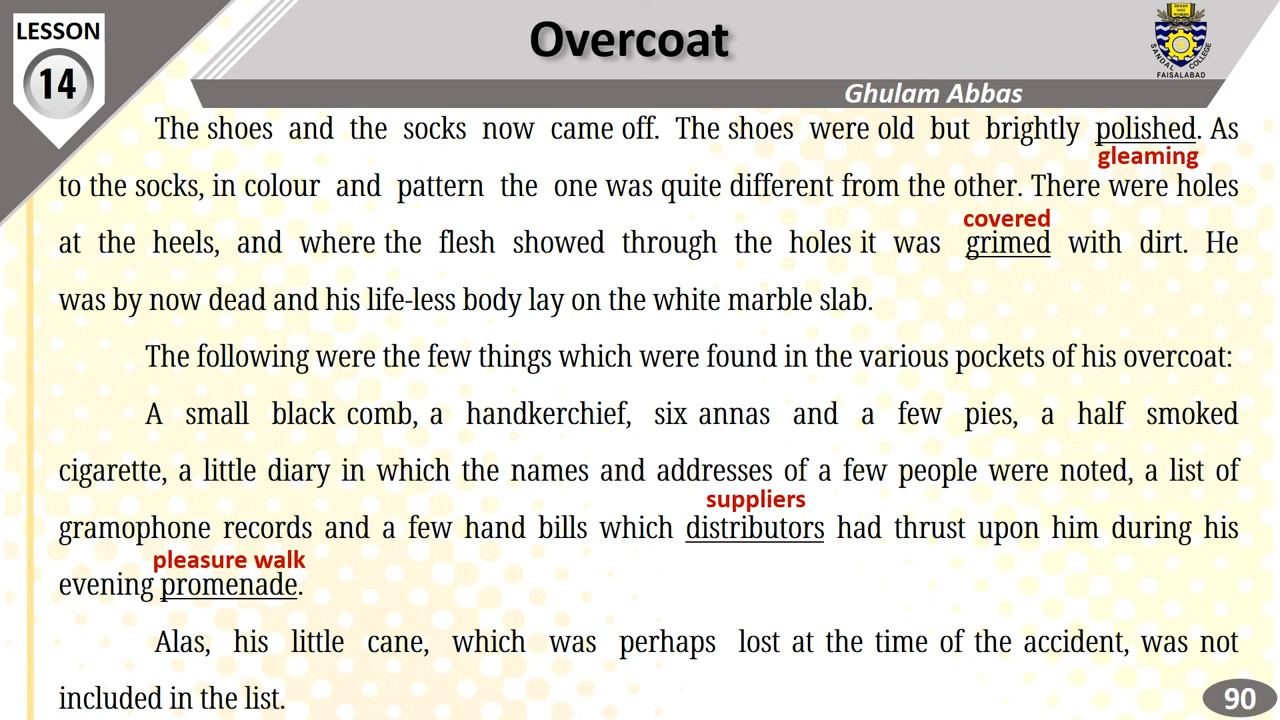 LESSON
14
Overcoat
DEEDS NOT WORDS
SANDAL COLLEGE
FAISALABAD
Ghulam Abbas
The shoes and the socks now came off. The shoes were old but brightly polished. As
gleaming
to the socks, in colour and pattern the one was quite different from the other. There were holes
covered
at the heels, and where the flesh showed through the holes it was grimed with dirt. He
was by now dead and his life-less body lay on the white marble slab.
The following were the few things which were found in the various pockets of his overcoat:
A small black comb, a handkerchief, six annas and a few pies, a half smoked
cigarette, a little diary in which the names and addresses of a few people were noted, a list of
suppliers
gramophone records and a few hand bills which distributors had thrust upon him during his
pleasure walk
evening promenade.
Alas, his little cane, which was perhaps lost at the time of the accident, was not
included in the list.
90